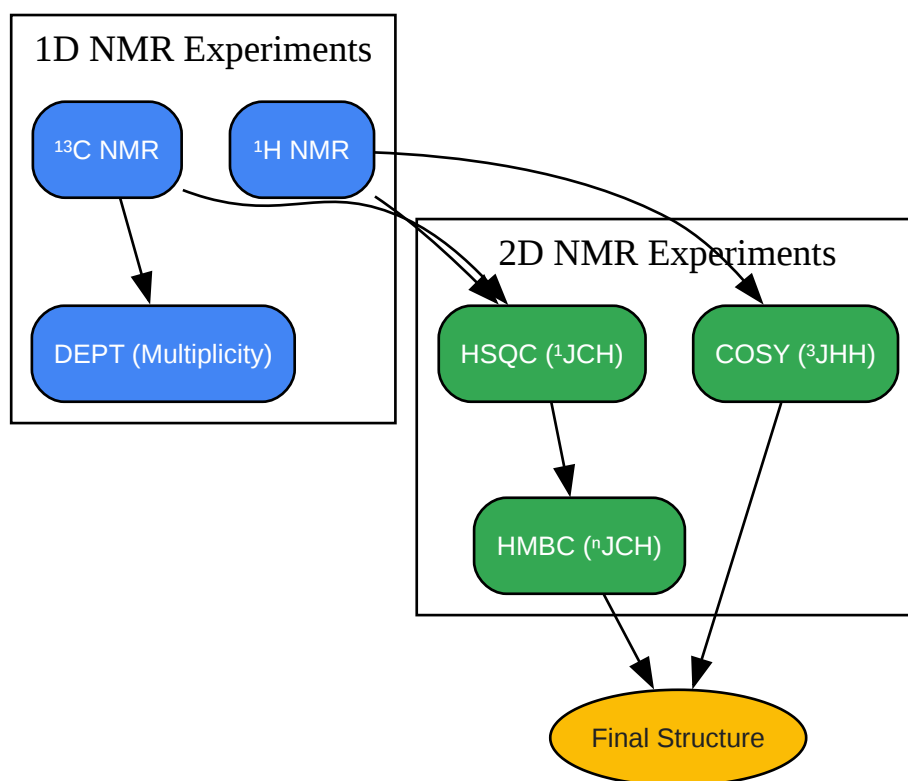 1D NMR Experiments
¹³C NMR
¹H NMR
DEPT (Multiplicity)
2D NMR Experiments
HSQC (¹JCH)
COSY (³JHH)
HMBC (ⁿJCH)
Final Structure